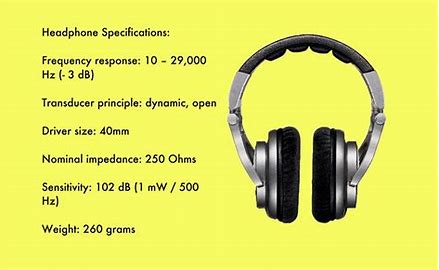 Headphone Specifications:
Frequency response: 10 – 29,000
Hz (- 3 dB)
Transducer principle: dynamic, open
Driver size: 40mm
Nominal impedance: 250 Ohms
Sensitivity: 102 dB (1 mW / 500
Hz)
Weight: 260 grams